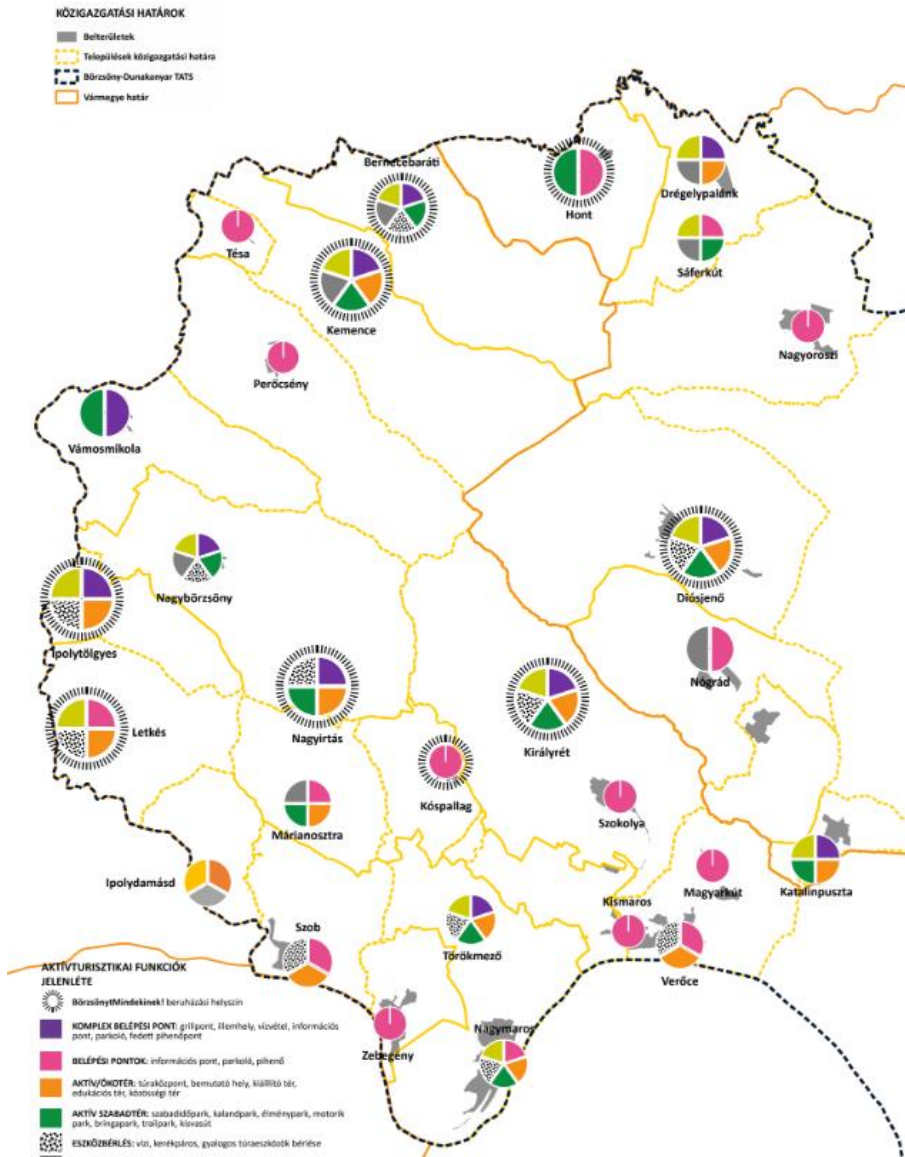 KÖZIGAZGATÁSI HATÁROK
Belterületek
Települések közigazgatási határa
Börzsöny-Dunakanyar TATS
Vármegye határ
Bernecebaráti
Hont
Drégelypalánk
Tésa
Sáferkút
Kemence
Nagyoroszi
Perőcsény
Vámosmikola
Nagybörzsöny
Diósjenő
Ipolytölgyes
Nógrád
Letkés
Nagyirtás
Királyrét
Kóspallag
Szokolya
Márianosztra
Magyarkút
Katalinpuszta
Ipolydamásd
Kismaros
Szob
Törökmező
Verőce
AKTÍVTURISZTIKAI FUNKCIÓK
JELENLÉTE
BörzsönytMindekinek! beruházási helyszín
Zebegény
Nagymaros
KOMPLEX BELÉPÉSI PONT: grillpont, illemhely, vízvétel, információs
pont, parkoló, fedett pihenőpont
BELÉPÉSI PONTOK: információs pont, parkoló, pihenő
AKTÍV/ÖKOTÉR: túraközpont, bemutató hely, kiállító tér,
edukációs tér, közösségi tér
AKTÍV SZABADTÉR: szabadidőpark, kalandpark, élménypark, motorik
park, bringapark, trailpark, kisvasút
ESZKÖZBÉRLÉS: vízi, kerékpáros, gyalogos túraeszközök bérlése